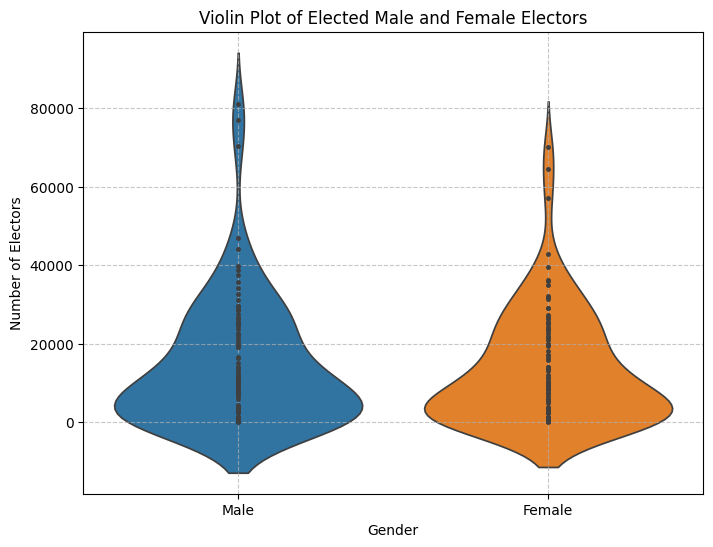 Violin Plot of Elected Male and Female Electors
Number of Electors
80000
60000
40000
20000
0
Male
Female
Gender